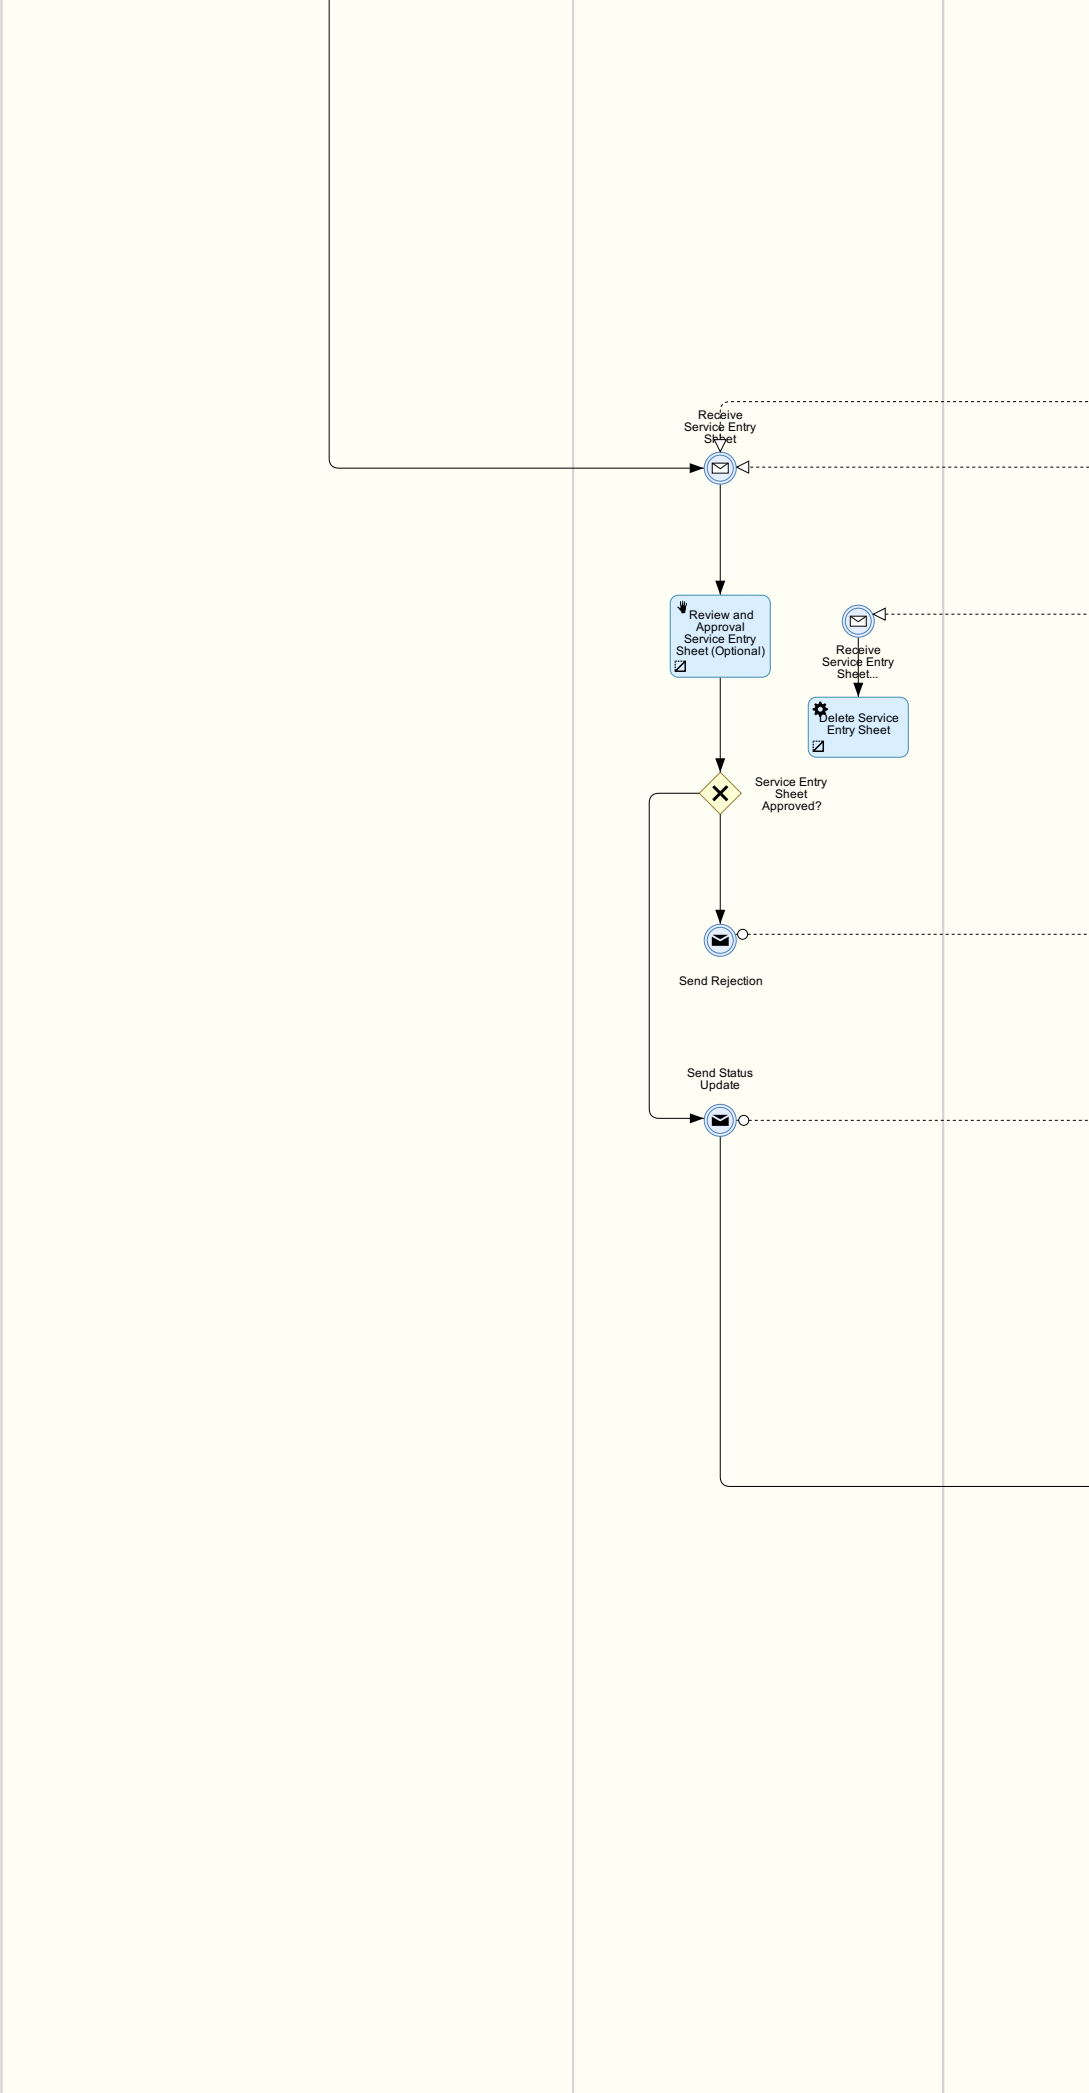 Receive
Service Entry
Sheet
Review and
Approval
Service Entry
Sheet (Optional)
Receive
Service Entry
Sheet...
Delete Service
Entry Sheet
Service Entry
Sheet
Approved?
Send Rejection
Send Status
Update